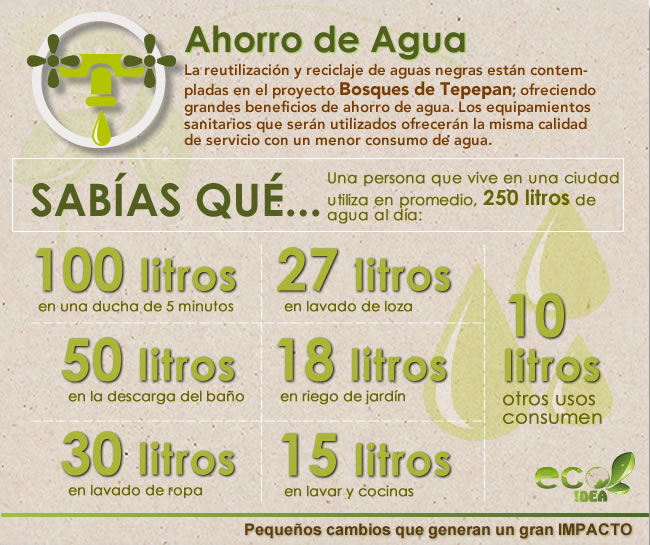 Ahorro de Agua
La reutilización y reciclaje de aguas negras están contem-
pladas en el proyecto Bosques de Tepepan; ofreciendo
grandes beneficios de ahorro de agua. Los equipamientos
sanitarios que serán utilizados ofrecerán la misma calidad
de servicio con un menor consumo de agua.
SABÍAS QUÉ...
Una persona que vive en una ciudad
utiliza en promedio, 250 litros de
agua al día:
100 litros
en una ducha de 5 minutos
50 litros
en la descarga del baño
30 litros
en lavado de ropa
27 litros
en lavado de loza
18 litros
en riego de jardín
15 litros
en lavar y cocinas
10
litros
otros usos
consumen
eco
!DEA
Pequeños cambios que generan un gran IMPACTO